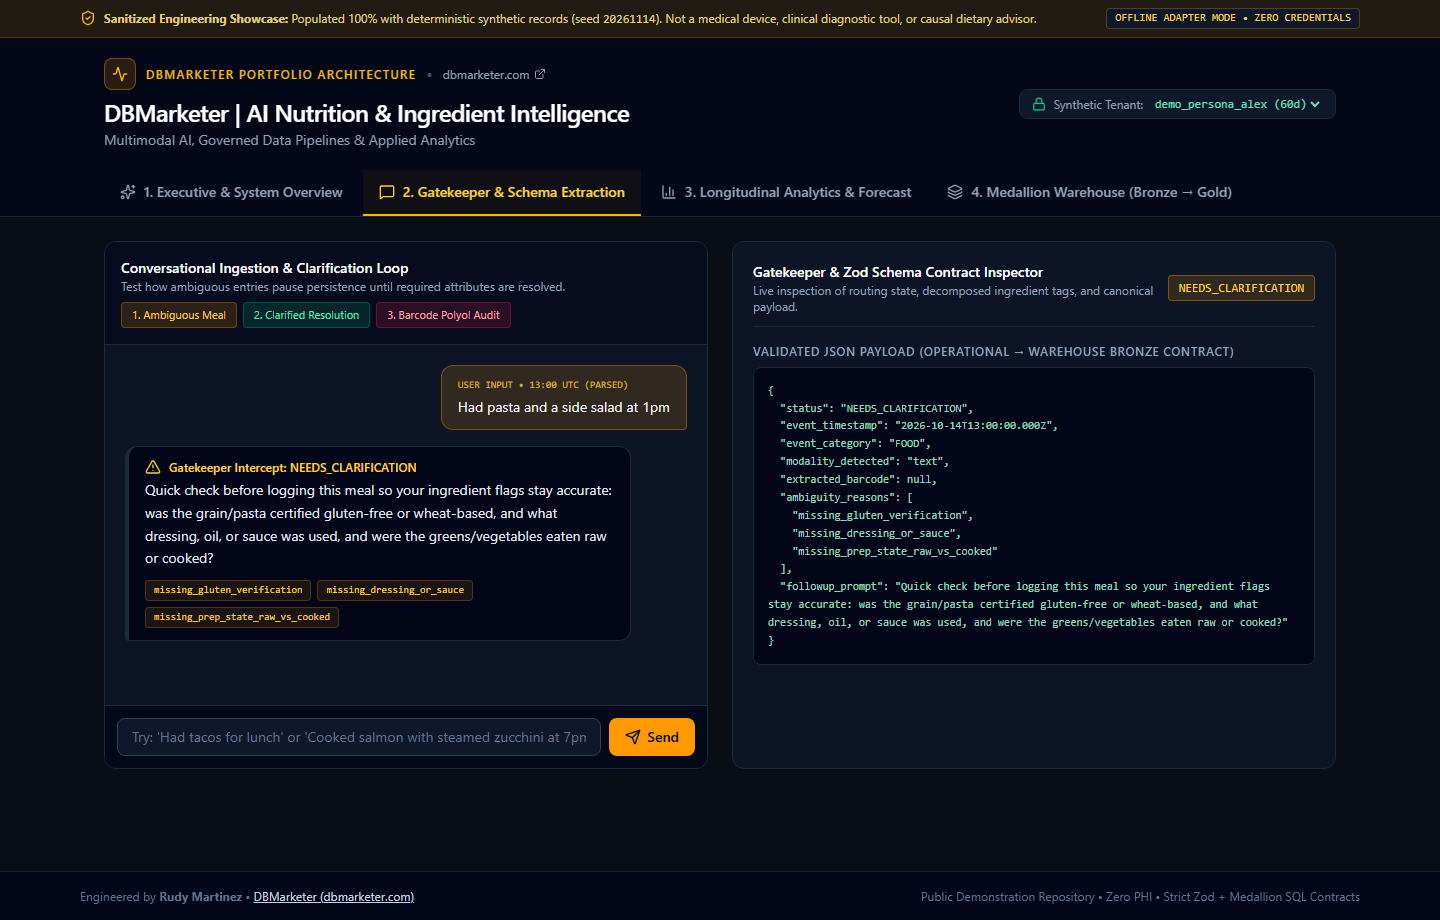 Sanitized Engineering Showcase: Populated 100% with deterministic synthetic records (seed 20261114). Not a medical device, clinical diagnostic tool, or causal dietary advisor.
OFFLINE ADAPTER MODE • ZERO CREDENTIALS
DBMARKETER PORTFOLIO ARCHITECTURE • dbmarketer.com
DBMarketer | AI Nutrition & Ingredient Intelligence
Multimodal AI, Governed Data Pipelines & Applied Analytics
Synthetic Tenant: demo_persona_alex (60d)
1. Executive & System Overview
2. Gatekeeper & Schema Extraction
3. Longitudinal Analytics & Forecast
4. Medallion Warehouse (Bronze → Gold)
Conversational Ingestion & Clarification Loop
Test how ambiguous entries pause persistence until required attributes are resolved.
1. Ambiguous Meal
2. Clarified Resolution
3. Barcode Polyol Audit
USER INPUT • 13:00 UTC (PARSED)
Had pasta and a side salad at 1pm
Gatekeeper Intercept: NEEDS_CLARIFICATION
Quick check before logging this meal so your ingredient flags stay accurate:
was the grain/pasta certified gluten-free or wheat-based, and what
dressing, oil, or sauce was used, and were the greens/vegetables eaten raw
or cooked?
missing_gluten_verification
missing_dressing_or_sauce
missing_prep_state_raw_vs_cooked
Try: 'Had tacos for lunch' or 'Cooked salmon with steamed zucchini at 7pm
Send
Gatekeeper & Zod Schema Contract Inspector
Live inspection of routing state, decomposed ingredient tags, and canonical
payload.
NEEDS_CLARIFICATION
VALIDATED JSON PAYLOAD (OPERATIONAL → WAREHOUSE BRONZE CONTRACT)
{
"status": "NEEDS_CLARIFICATION",
"event_timestamp": "2026-10-14T13:00:00.000Z",
"event_category": "FOOD",
"modality_detected": "text",
"extracted_barcode": null,
"ambiguity_reasons": [
"missing_gluten_verification",
"missing_dressing_or_sauce",
"missing_prep_state_raw_vs_cooked"
],
"followup_prompt": "Quick check before logging this meal so your ingredient flags
stay accurate: was the grain/pasta certified gluten-free or wheat-based, and what
dressing, oil, or sauce was used, and were the greens/vegetables eaten raw or cooked?"
}
Engineered by Rudy Martinez • DBMarketer (dbmarketer.com)
Public Demonstration Repository • Zero PHI • Strict Zod + Medallion SQL Contracts